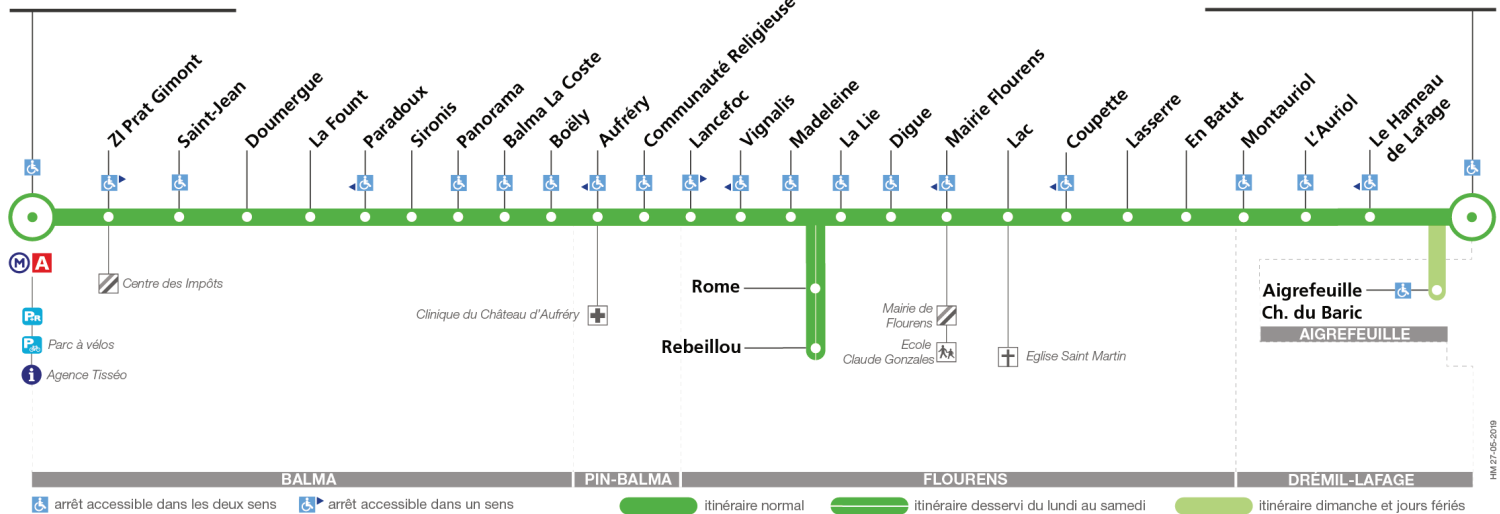 ZI Prat Gimont
Saint-Jean
Doumergue
La Fount
Paradoux
Sironis
Panorama
Balma La Coste
Boëly
Aufréry
Communauté Religieuse
Lancefoc
Vignalis
Madeleine
La Lie
Digue
Mairie Flourens
Lac
Coupette
Lasserre
En Batut
Montauriol
L'Auriol
Le Hameau
de Lafage
M A
Centre des Impôts
PR
Parc à vélos
P
i Agence Tisséo
Clinique du Château d'Aufréry
Rome
Rebeillou
Mairie de
Flourens
Ecole
Claude Gonzales
Eglise Saint Martin
Aigrefeuille
Ch. du Baric
AIGREFEUILLE
HM 27-05-2019
BALMA
PIN-BALMA
FLOURENS
DRÉMIL-LAFAGE
arrêt accessible dans les deux sens
arrêt accessible dans un sens
itinéraire normal
itinéraire desservi du lundi au samedi
itinéraire dimanche et jours fériés